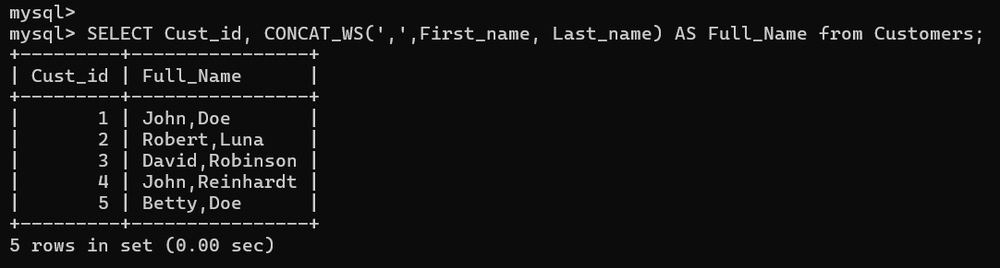 mysql>
mysql> SELECT Cust_id, CONCAT_WS(',',First_name, Last_name) AS Full_Name from Customers;
+---------+----------------+
| Cust_id | Full_Name      |
+---------+----------------+
|       1 | John,Doe       |
|       2 | Robert,Luna    |
|       3 | David,Robinson |
|       4 | John,Reinhardt |
|       5 | Betty,Doe      |
+---------+----------------+
5 rows in set (0.00 sec)